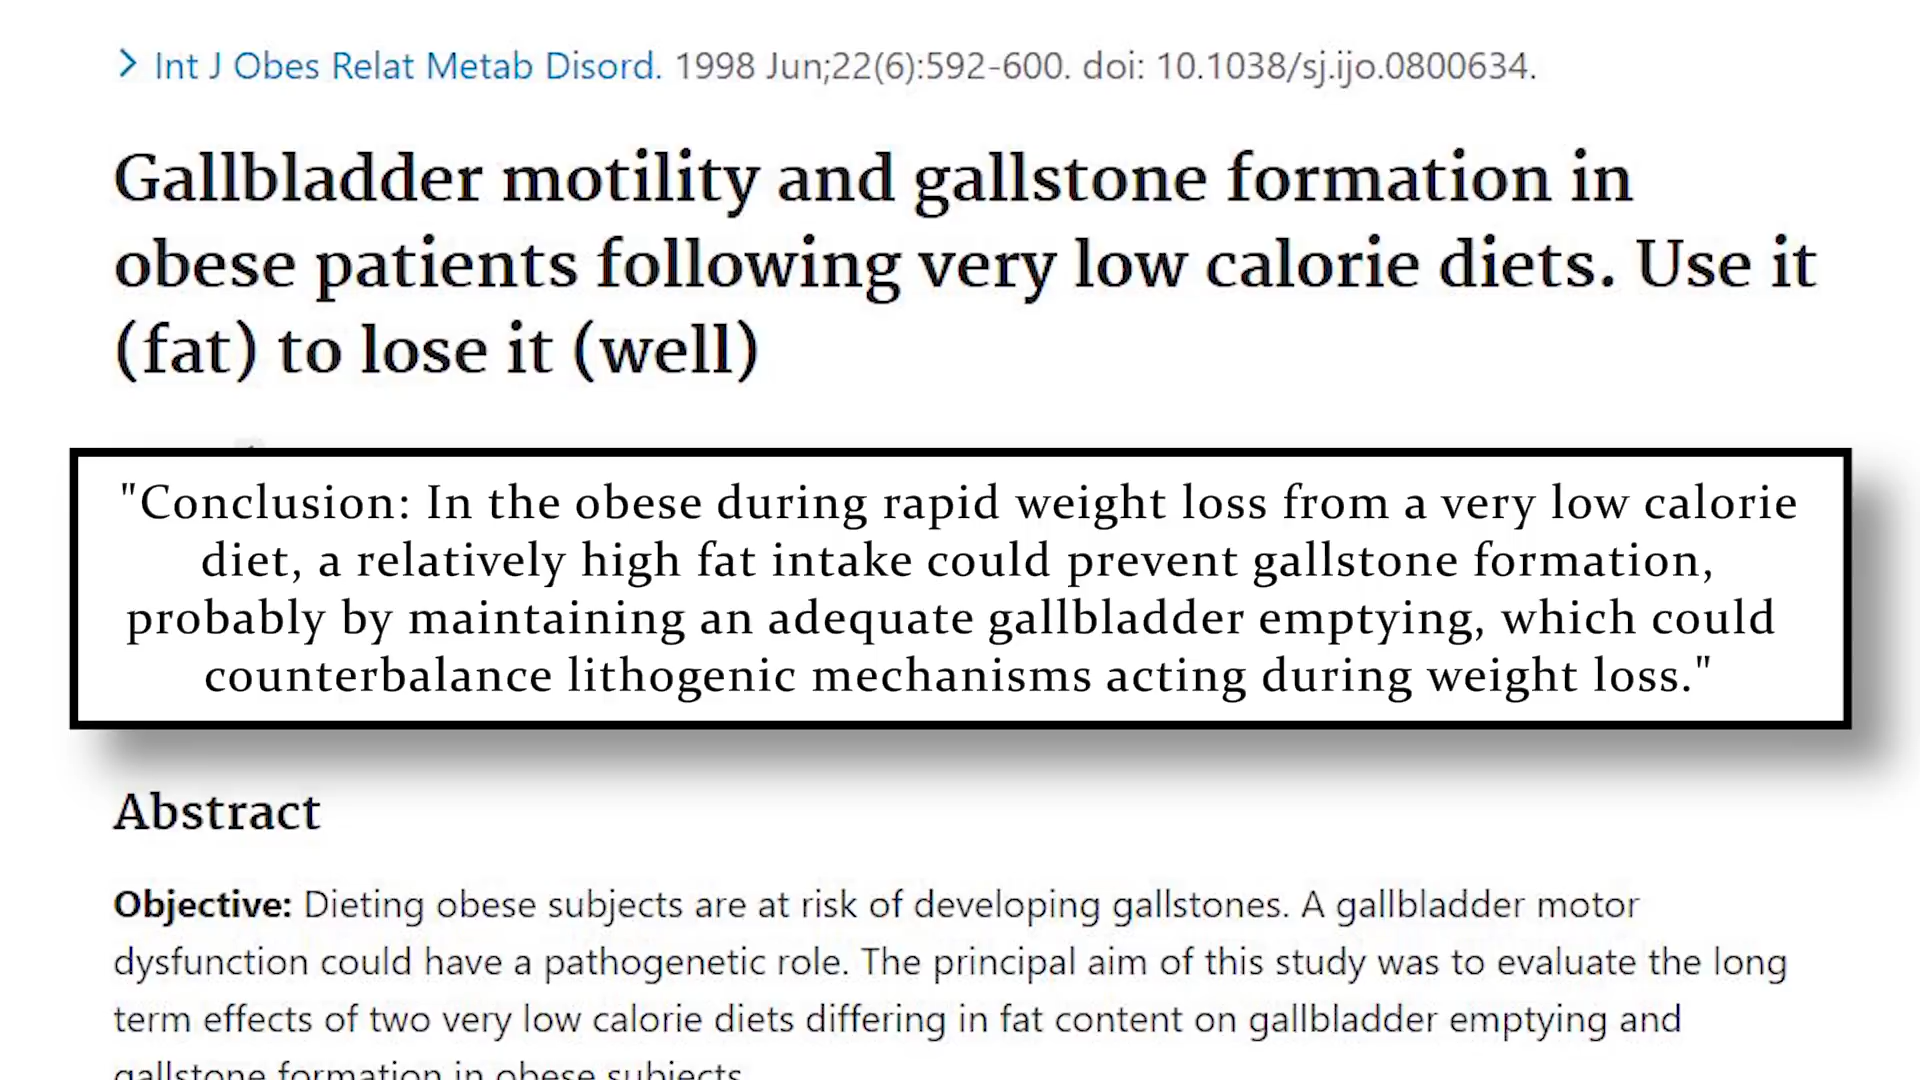 > Int J Obes Relat Metab Disord. 1998 Jun;22(6):592-600. doi: 10.1038/sj.ijo.0800634.
Gallbladder motility and gallstone formation in
obese patients following very low calorie diets. Use it
(fat) to lose it (well)
"Conclusion: In the obese during rapid weight loss from a very low calorie
diet, a relatively high fat intake could prevent gallstone formation,
probably by maintaining an adequate gallbladder emptying, which could
counterbalance lithogenic mechanisms acting during weight loss."
Abstract
Objective: Dieting obese subjects are at risk of developing gallstones. A gallbladder motor
dysfunction could have a pathogenetic role. The principal aim of this study was to evaluate the long
term effects of two very low calorie diets differing in fat content on gallbladder emptying and
gallstone formation in obese subjects.